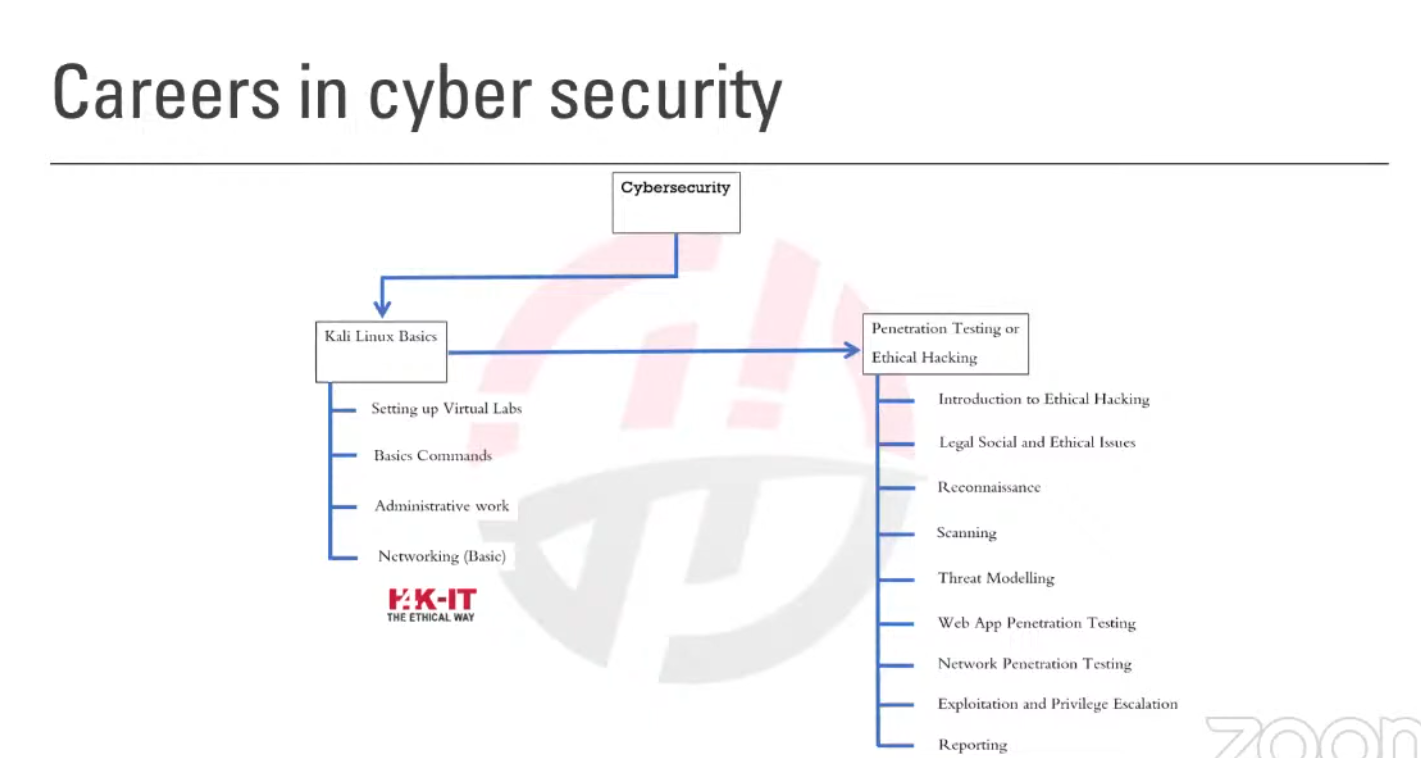 Careers in cyber security
Cybersecurity
Kali Linux Basics
Setting up Virtual Labs
Basics Commands
Administrative work
Networking (Basic)
H4K-IT
THE ETHICAL WAY
Penetration Testing or
Ethical Hacking
Introduction to Ethical Hacking
Legal Social and Ethical Issues
Reconnaissance
Scanning
Threat Modelling
Web App Penetration Testing
Network Penetration Testing
Exploitation and Privilege Escalation
Reporting
zoom